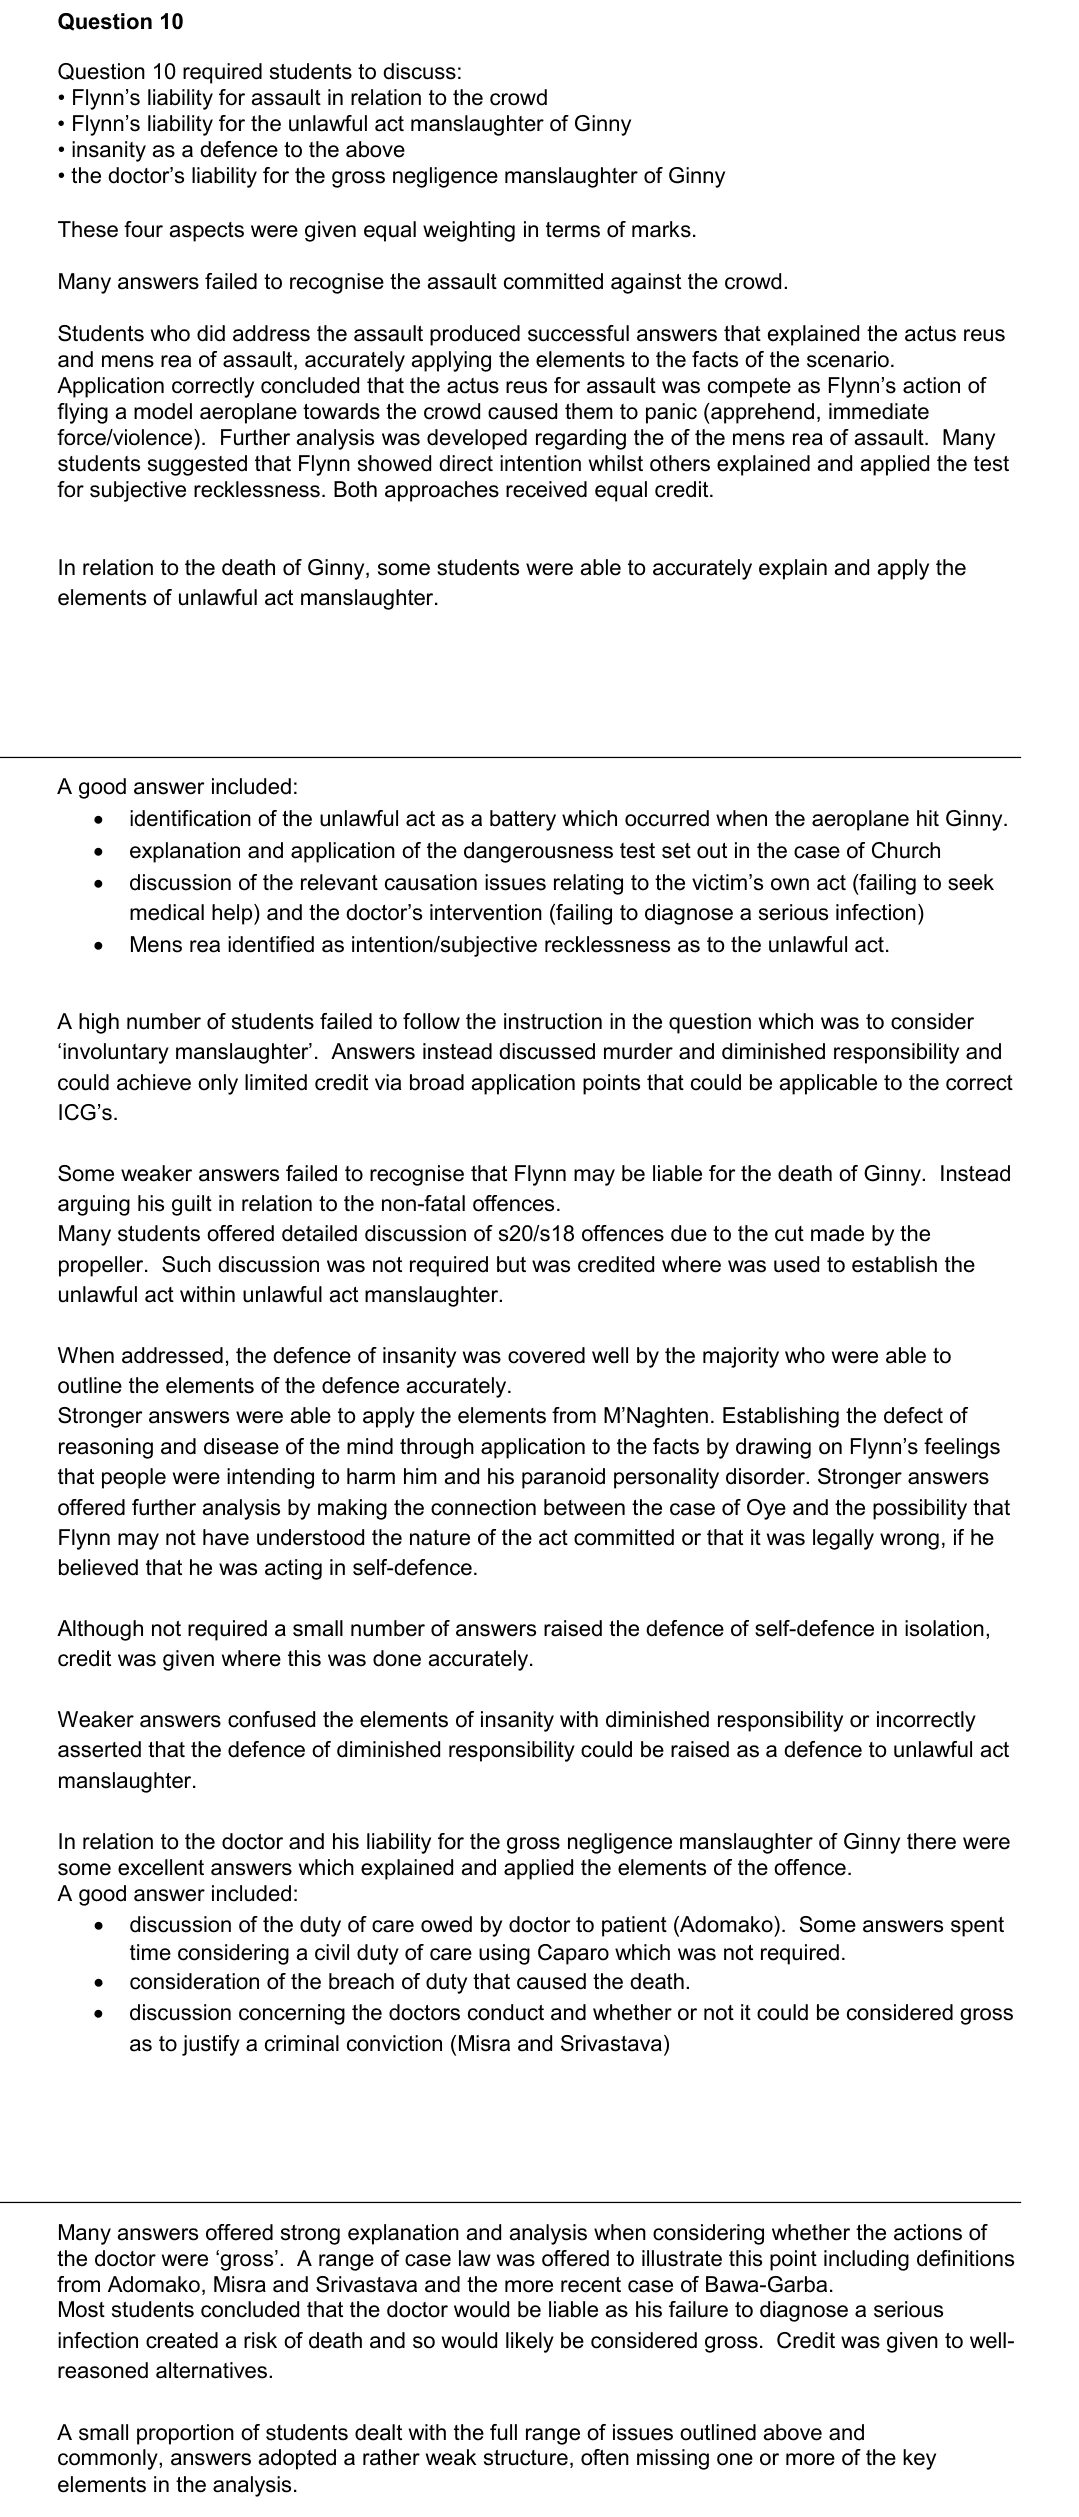 Question 10
Question 10 required students to discuss:
• Flynn’s liability for assault in relation to the crowd
• Flynn’s liability for the unlawful act manslaughter of Ginny
• insanity as a defence to the above
• the doctor’s liability for the gross negligence manslaughter of Ginny
These four aspects were given equal weighting in terms of marks.
Many answers failed to recognise the assault committed against the crowd.
Students who did address the assault produced successful answers that explained the actus reus
and mens rea of assault, accurately applying the elements to the facts of the scenario.
Application correctly concluded that the actus reus for assault was compete as Flynn’s action of
flying a model aeroplane towards the crowd caused them to panic (apprehend, immediate
force/violence).  Further analysis was developed regarding the of the mens rea of assault.  Many
students suggested that Flynn showed direct intention whilst others explained and applied the test
for subjective recklessness. Both approaches received equal credit.
In relation to the death of Ginny, some students were able to accurately explain and apply the
elements of unlawful act manslaughter.
A good answer included:
• identification of the unlawful act as a battery which occurred when the aeroplane hit Ginny.
• explanation and application of the dangerousness test set out in the case of Church
• discussion of the relevant causation issues relating to the victim’s own act (failing to seek
medical help) and the doctor’s intervention (failing to diagnose a serious infection)
• Mens rea identified as intention/subjective recklessness as to the unlawful act.
A high number of students failed to follow the instruction in the question which was to consider
‘involuntary manslaughter’.  Answers instead discussed murder and diminished responsibility and
could achieve only limited credit via broad application points that could be applicable to the correct
ICG’s.
Some weaker answers failed to recognise that Flynn may be liable for the death of Ginny.  Instead
arguing his guilt in relation to the non-fatal offences.
Many students offered detailed discussion of s20/s18 offences due to the cut made by the
propeller.  Such discussion was not required but was credited where was used to establish the
unlawful act within unlawful act manslaughter.
When addressed, the defence of insanity was covered well by the majority who were able to
outline the elements of the defence accurately.
Stronger answers were able to apply the elements from M’Naghten. Establishing the defect of
reasoning and disease of the mind through application to the facts by drawing on Flynn’s feelings
that people were intending to harm him and his paranoid personality disorder. Stronger answers
offered further analysis by making the connection between the case of Oye and the possibility that
Flynn may not have understood the nature of the act committed or that it was legally wrong, if he
believed that he was acting in self-defence.
Although not required a small number of answers raised the defence of self-defence in isolation,
credit was given where this was done accurately.
Weaker answers confused the elements of insanity with diminished responsibility or incorrectly
asserted that the defence of diminished responsibility could be raised as a defence to unlawful act
manslaughter.
In relation to the doctor and his liability for the gross negligence manslaughter of Ginny there were
some excellent answers which explained and applied the elements of the offence.
A good answer included:
• discussion of the duty of care owed by doctor to patient (Adomako).  Some answers spent
time considering a civil duty of care using Caparo which was not required.
• consideration of the breach of duty that caused the death.
• discussion concerning the doctors conduct and whether or not it could be considered gross
as to justify a criminal conviction (Misra and Srivastava)
Many answers offered strong explanation and analysis when considering whether the actions of
the doctor were ‘gross’.  A range of case law was offered to illustrate this point including definitions
from Adomako, Misra and Srivastava and the more recent case of Bawa-Garba.
Most students concluded that the doctor would be liable as his failure to diagnose a serious
infection created a risk of death and so would likely be considered gross.  Credit was given to well-
reasoned alternatives.
A small proportion of students dealt with the full range of issues outlined above and
commonly, answers adopted a rather weak structure, often missing one or more of the key
elements in the analysis.